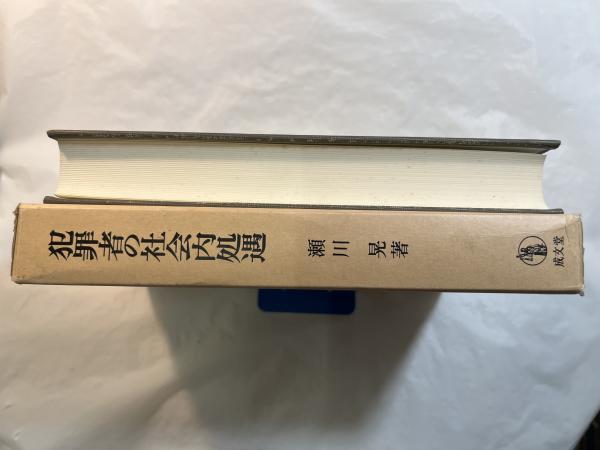 犯罪者の社会内処遇
瀬川 晃著
成文堂